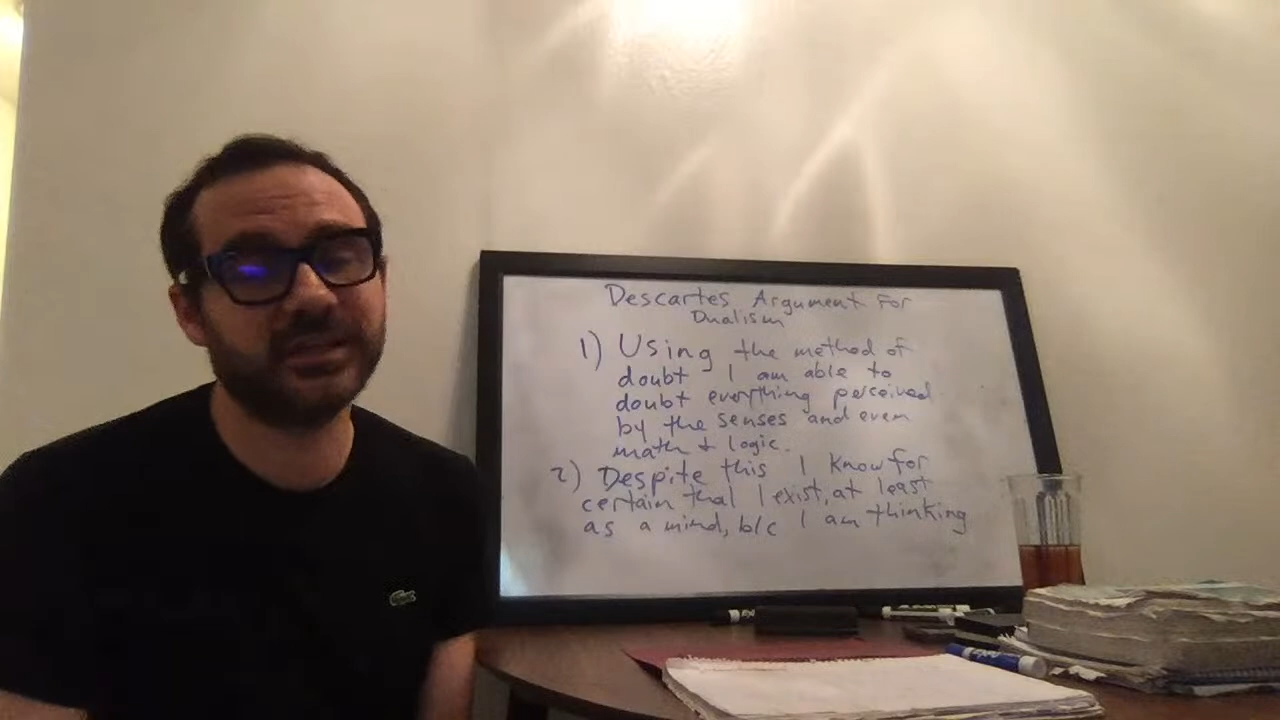 Descartes Argument For
Dualism
1) Using the method of
doubt I am able to
doubt everything perceived
by the senses and even
math + logic.
2) Despite this I know for
certain that I exist, at least
as a mind, b/c I am thinking